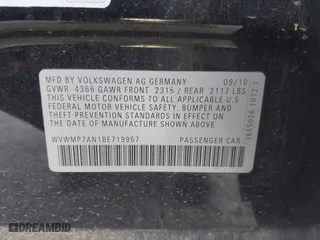 MFD BY VOLKSWAGEN AG GERMANY 09/10
GVWR 4366 GAWR FRONT 2315 / REAR 2117 LBS
THIS VEHICLE CONFORMS TO ALL APPLICABLE U S
FEDERAL MOTOR VEHICLE SAFETY, BUMPER AND
THEFT PREVENTION STANDARDS IN EFFECT ON THE
DATE OF MANUFACTURE SHOWN ABOVE.
WVWMP7AN1BE719957 PASSENGER CAR
IMPACT